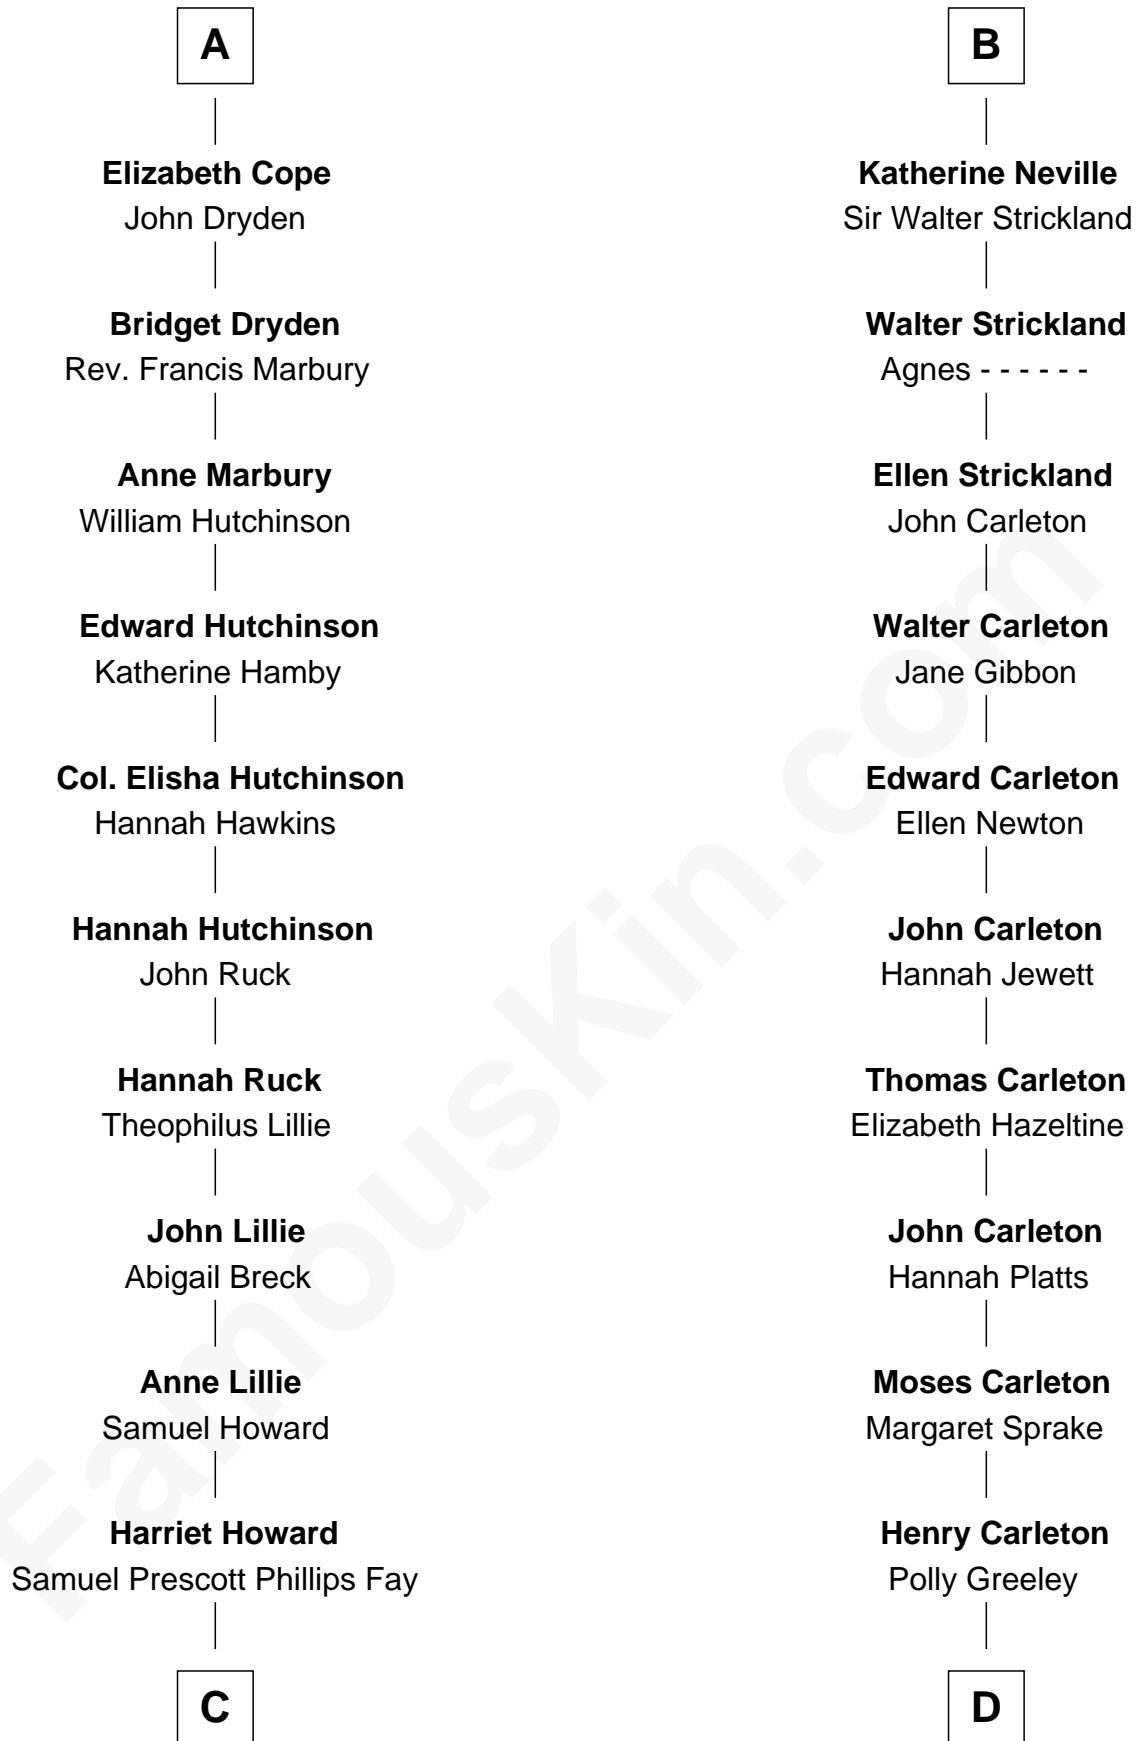 A
Elizabeth Cope
John Dryden
Bridget Dryden
Rev. Francis Marbury
Anne Marbury
William Hutchinson
Edward Hutchinson
Katherine Hamby
Col. Elisha Hutchinson
Hannah Hawkins
Hannah Hutchinson
John Ruck
Hannah Ruck
Theophilus Lillie
John Lillie
Abigail Breck
Anne Lillie
Samuel Howard
Harriet Howard
Samuel Prescott Phillips Fay
C
B
Katherine Neville
Sir Walter Strickland
Walter Strickland
Agnes - - - - - -
Ellen Strickland
John Carleton
Walter Carleton
Jane Gibbon
Edward Carleton
Ellen Newton
John Carleton
Hannah Jewett
Thomas Carleton
Elizabeth Hazeltine
John Carleton
Hannah Platts
Moses Carleton
Margaret Sprake
Henry Carleton
Polly Greeley
D
FamousKin.com